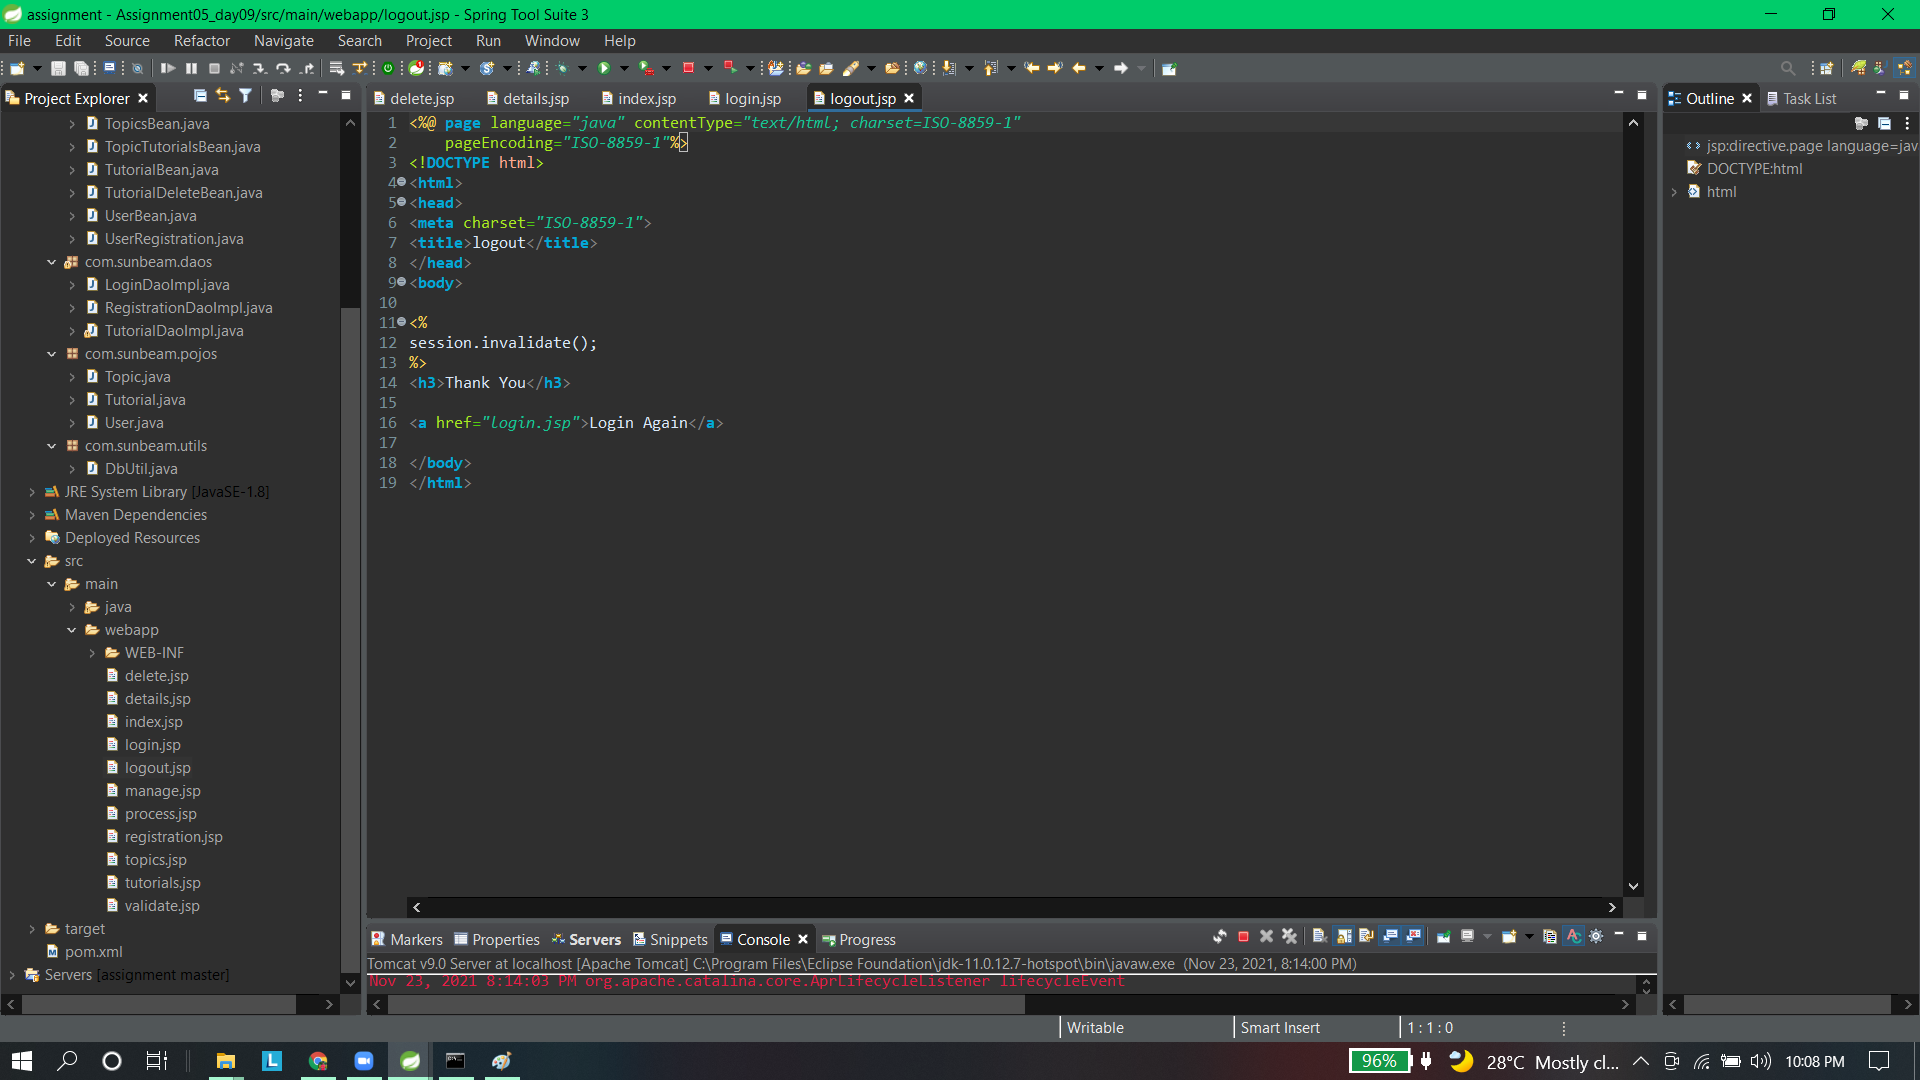 assignment - Assignment05_day09/src/main/webapp/logout.jsp - Spring Tool Suite 3
File Edit Source Refactor Navigate Search Project Run Window Help
Project Explorer
TopicsBean.java
TopicTutorialsBean.java
TutorialBean.java
TutorialDeleteBean.java
UserBean.java
UserRegistration.java
com.sunbeam.daos
LoginDaoImpl.java
RegistrationDaoImpl.java
TutorialDaoImpl.java
com.sunbeam.pojos
Topic.java
Tutorial.java
User.java
com.sunbeam.utils
DbUtil.java
JRE System Library [JavaSE-1.8]
Maven Dependencies
Deployed Resources
src
main
java
webapp
WEB-INF
delete.jsp
details.jsp
index.jsp
login.jsp
logout.jsp
manage.jsp
process.jsp
registration.jsp
topics.jsp
tutorials.jsp
validate.jsp
target
pom.xml
Servers [assignment master]
delete.jsp details.jsp index.jsp login.jsp logout.jsp
1 <%@ page language="java" contentType="text/html; charset=ISO-8859-1"
2 pageEncoding="ISO-8859-1"%>
3 <!DOCTYPE html>
4 <html>
5 <head>
6 <meta charset="ISO-8859-1">
7 <title>logout</title>
8 </head>
9 <body>
10
11 <%
12 session.invalidate();
13 %>
14 <h3>Thank You</h3>
15
16 <a href="login.jsp">Login Again</a>
17
18 </body>
19 </html>
Outline Task List
jsp:directive.page language=jav
DOCTYPE:html
html
Markers Properties Servers Snippets Console Progress
Tomcat v9.0 Server at localhost [Apache Tomcat] C:\Program Files\Eclipse Foundation\jdk-11.0.12.7-hotspot\bin\javaw.exe (Nov 23, 2021, 8:14:00 PM)
Nov 23, 2021 8:14:03 PM org.apache.catalina.core.AprLifecycleListener lifecycleEvent
Writable Smart Insert 1 : 1 : 0
L
96% 28°C Mostly cl... 10:08 PM